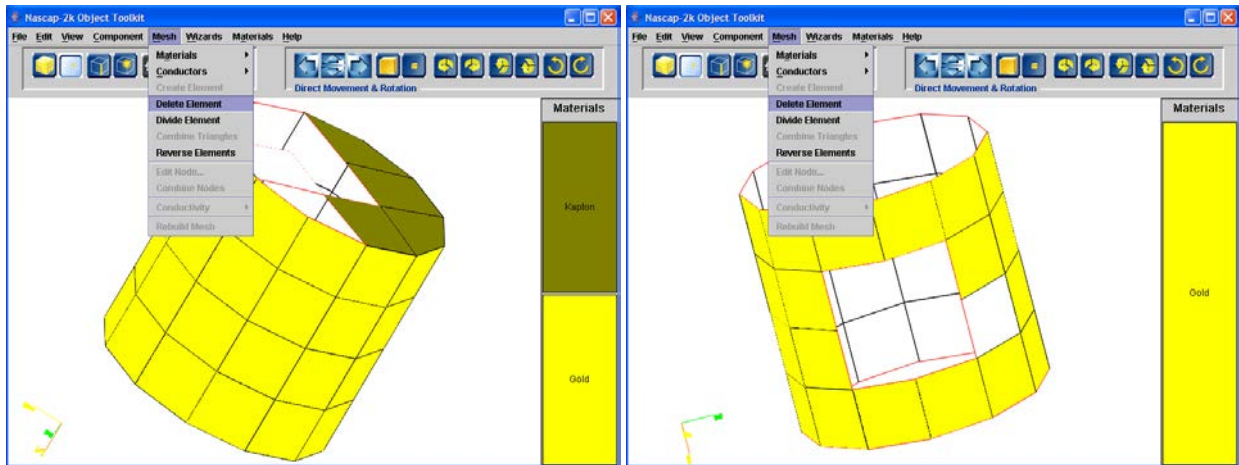 Nascap-2k Object Toolkit
File Edit View Component Mesh Wizards Materials Help
Materials
Conductors
Create Element
Delete Element
Divide Element
Combine Triangles
Reverse Elements
Edit Node...
Combine Nodes
Conductivity
Rebuild Mesh
Direct Movement & Rotation
Materials
Kapton
Gold
Nascap-2k Object Toolkit
File Edit View Component Mesh Wizards Materials Help
Materials
Conductors
Create Element
Delete Element
Divide Element
Combine Triangles
Reverse Elements
Edit Node...
Combine Nodes
Conductivity
Rebuild Mesh
Direct Movement & Rotation
Materials
Gold